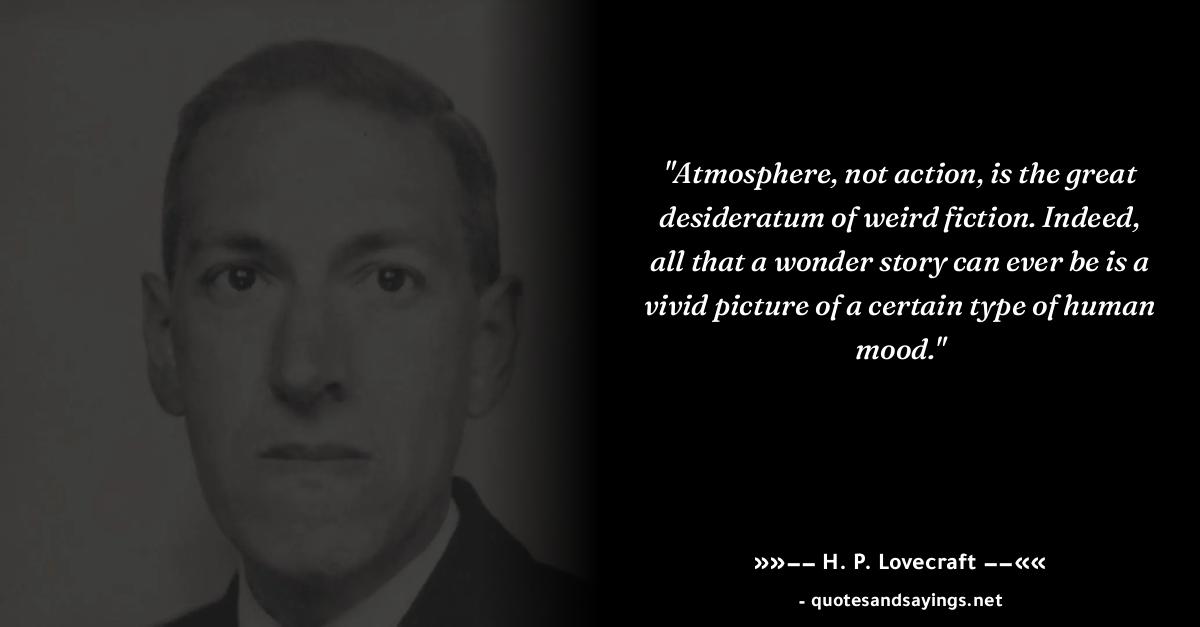 "Atmosphere, not action, is the great
desideratum of weird fiction. Indeed,
all that a wonder story can ever be is a
vivid picture of a certain type of human
mood."
»»–– H. P. Lovecraft ––««
- quotesandsayings.net